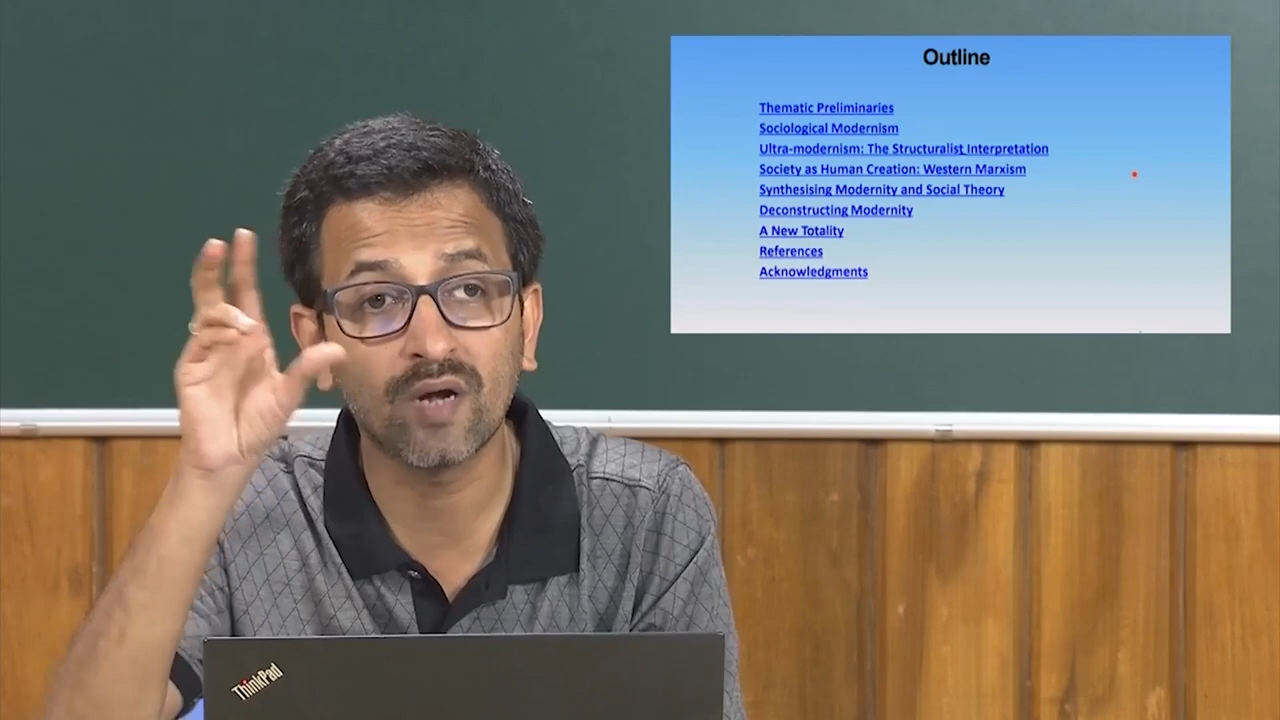 Outline
Thematic Preliminaries
Sociological Modernism
Ultra-modernism: The Structuralist Interpretation
Society as Human Creation: Western Marxism
Synthesising Modernity and Social Theory
Deconstructing Modernity
A New Totality
References
Acknowledgments
ThinkPad